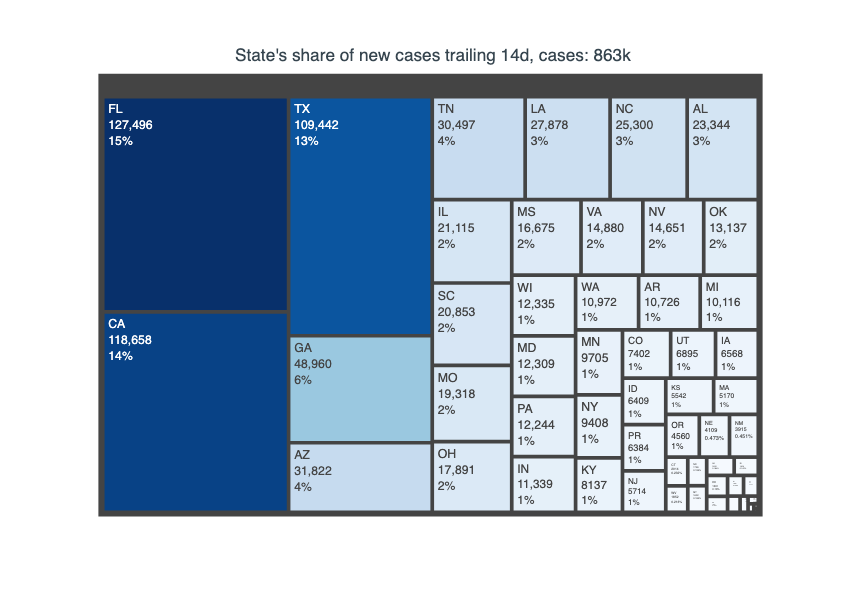 State's share of new cases trailing 14d, cases: 863k
FL
127,496
15%
CA
118,658
14%
TX
109,442
13%
GA
48,960
6%
AZ
31,822
4%
TN
30,497
4%
LA
27,878
3%
NC
25,300
3%
AL
23,344
3%
IL
21,115
2%
SC
20,853
2%
MO
19,318
2%
OH
17,891
2%
MS
16,675
2%
VA
14,880
2%
NV
14,651
2%
OK
13,137
2%
WI
12,335
1%
MD
12,309
1%
PA
12,244
1%
IN
11,339
1%
WA
10,972
1%
AR
10,726
1%
MI
10,116
1%
MN
9705
1%
NY
9408
1%
KY
8137
1%
CO
7402
1%
UT
6895
1%
IA
6568
1%
ID
6409
1%
PR
6384
1%
NJ
5714
1%
KS
5542
1%
MA
5170
1%
OR
4560
1%
NE
4109
0.473%
NM
3915
0.451%
CT